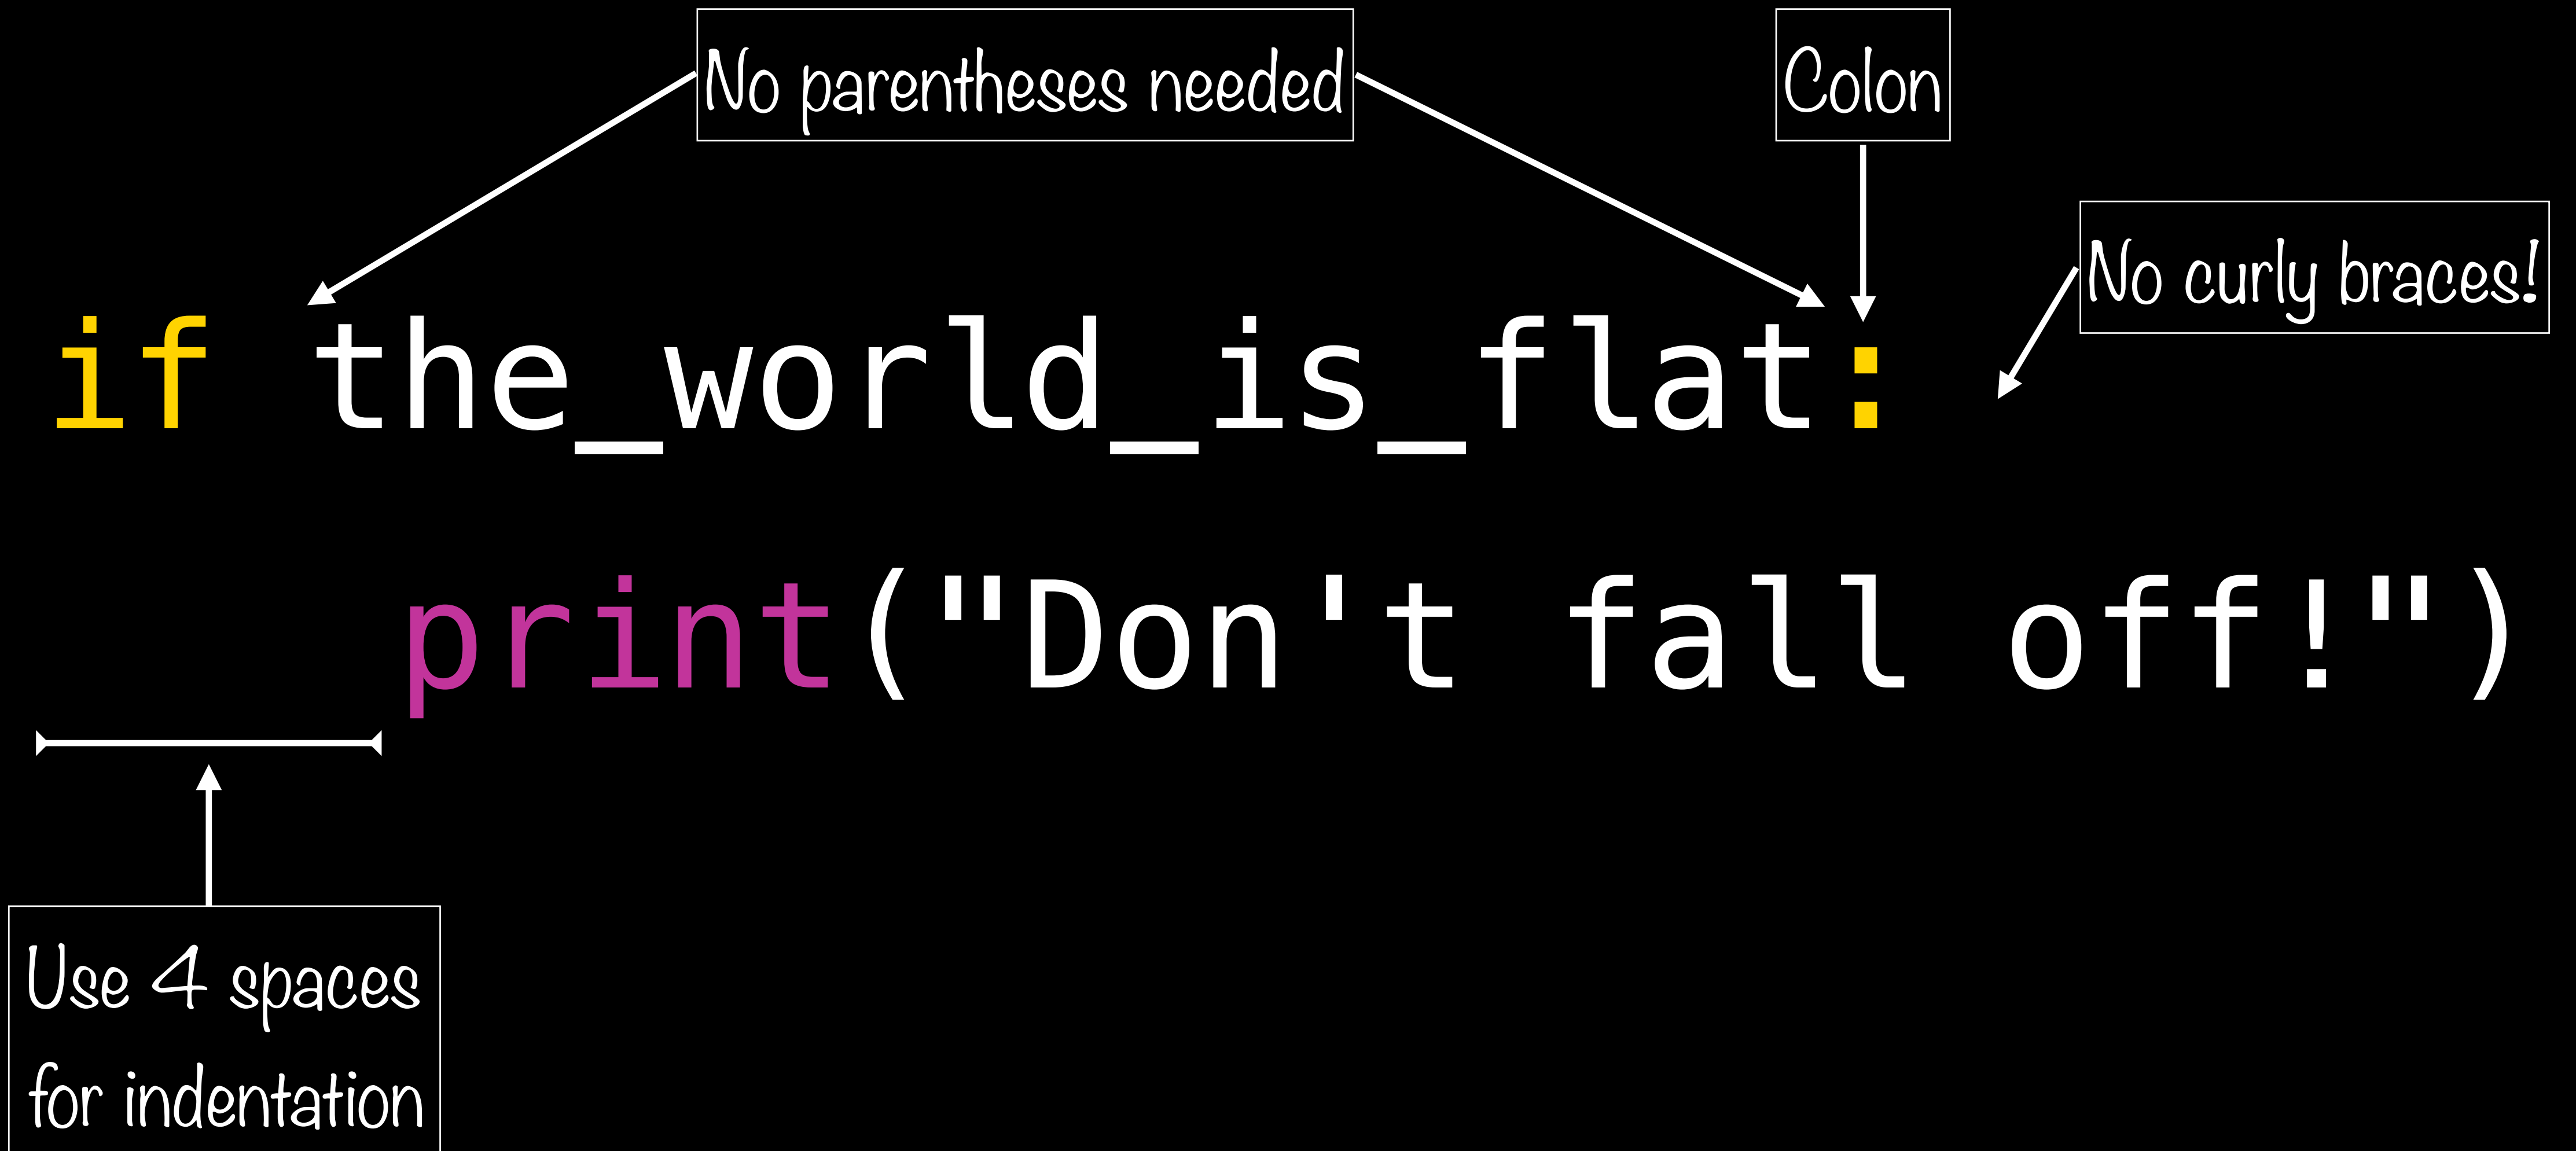 No parentheses needed
Colon
No curly braces!
if the_world_is_flat:
    print("Don't fall off!")
Use 4 spaces
for indentation